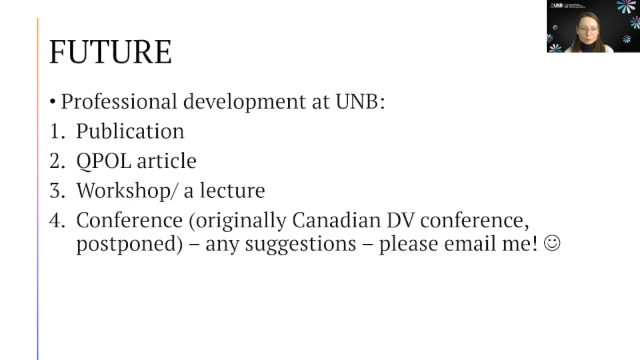 FUTURE
• Professional development at UNB:
1. Publication
2. QPOL article
3. Workshop/ a lecture
4. Conference (originally Canadian DV conference,
postponed) – any suggestions – please email me! ☺
UNB